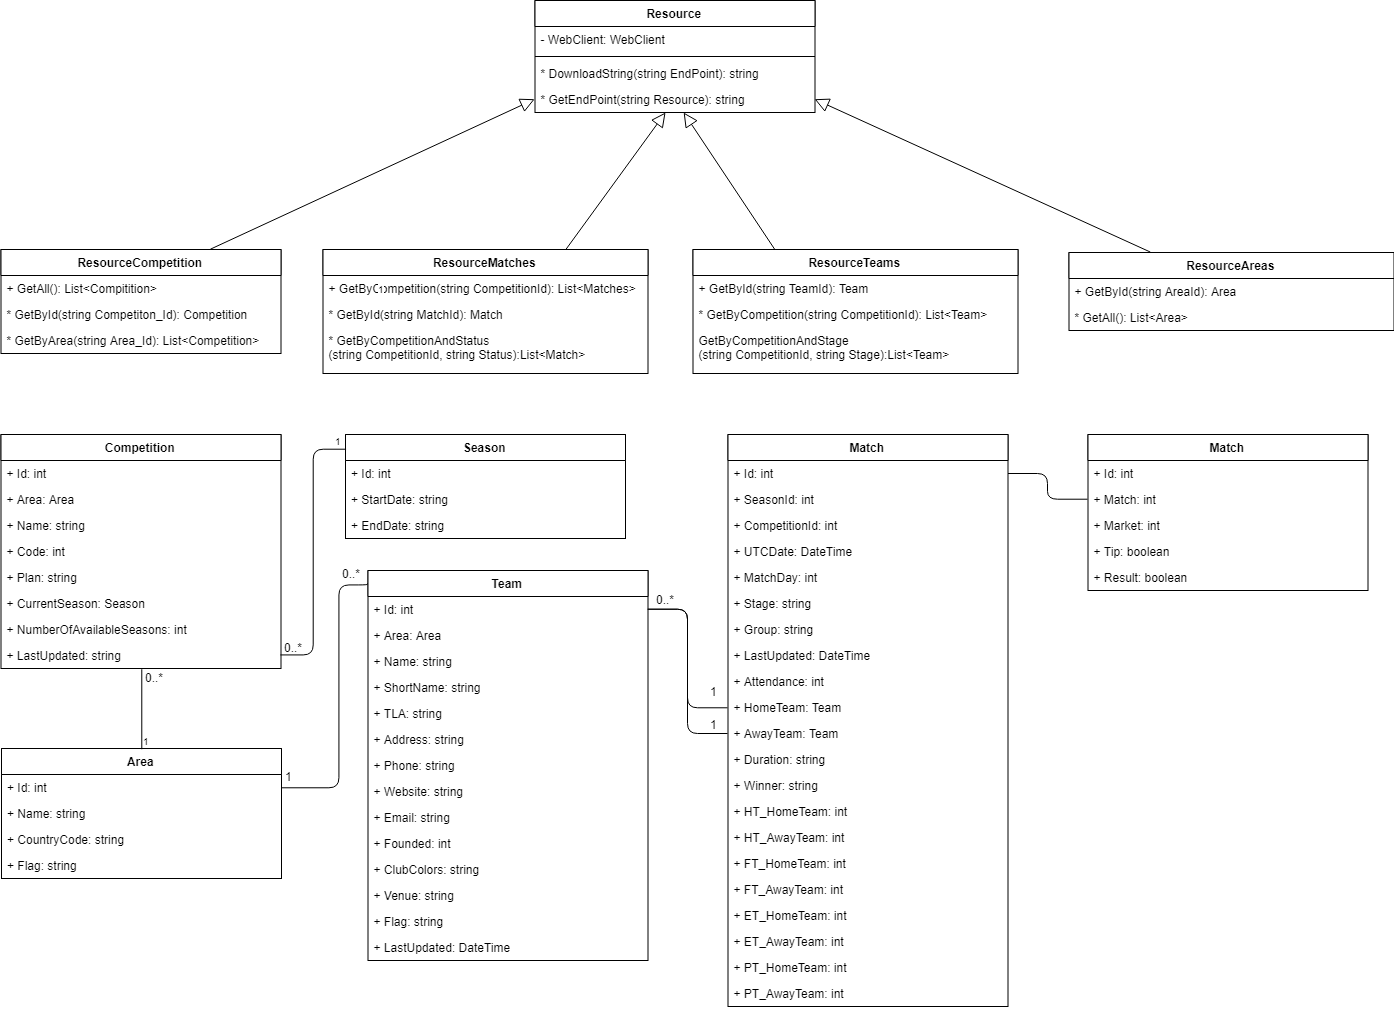 Resource
- WebClient: WebClient
* DownloadString(string EndPoint): string
* GetEndPoint(string Resource): string
ResourceCompetition
+ GetAll(): List<Compitition>
* GetById(string Competiton_Id): Competition
* GetByArea(string Area_Id): List<Competition>
ResourceMatches
+ GetByCompetition(string CompetitionId): List<Matches>
* GetById(string MatchId): Match
* GetByCompetitionAndStatus
(string CompetitionId, string Status):List<Match>
ResourceTeams
+ GetById(string TeamId): Team
* GetByCompetition(string CompetitionId): List<Team>
GetByCompetitionAndStage
(string CompetitionId, string Stage):List<Team>
ResourceAreas
+ GetById(string AreaId): Area
* GetAll(): List<Area>
Competition
+ Id: int
+ Area: Area
+ Name: string
+ Code: int
+ Plan: string
+ CurrentSeason: Season
+ NumberOfAvailableSeasons: int
+ LastUpdated: string
0..*
1
0..*
1
Season
+ Id: int
+ StartDate: string
+ EndDate: string
Area
+ Id: int
+ Name: string
+ CountryCode: string
+ Flag: string
1
0..*
Team
+ Id: int
+ Area: Area
+ Name: string
+ ShortName: string
+ TLA: string
+ Address: string
+ Phone: string
+ Website: string
+ Email: string
+ Founded: int
+ ClubColors: string
+ Venue: string
+ Flag: string
+ LastUpdated: DateTime
0..*
1
1
Match
+ Id: int
+ SeasonId: int
+ CompetitionId: int
+ UTCDate: DateTime
+ MatchDay: int
+ Stage: string
+ Group: string
+ LastUpdated: DateTime
+ Attendance: int
+ HomeTeam: Team
+ AwayTeam: Team
+ Duration: string
+ Winner: string
+ HT_HomeTeam: int
+ HT_AwayTeam: int
+ FT_HomeTeam: int
+ FT_AwayTeam: int
+ ET_HomeTeam: int
+ ET_AwayTeam: int
+ PT_HomeTeam: int
+ PT_AwayTeam: int
Match
+ Id: int
+ Match: int
+ Market: int
+ Tip: boolean
+ Result: boolean